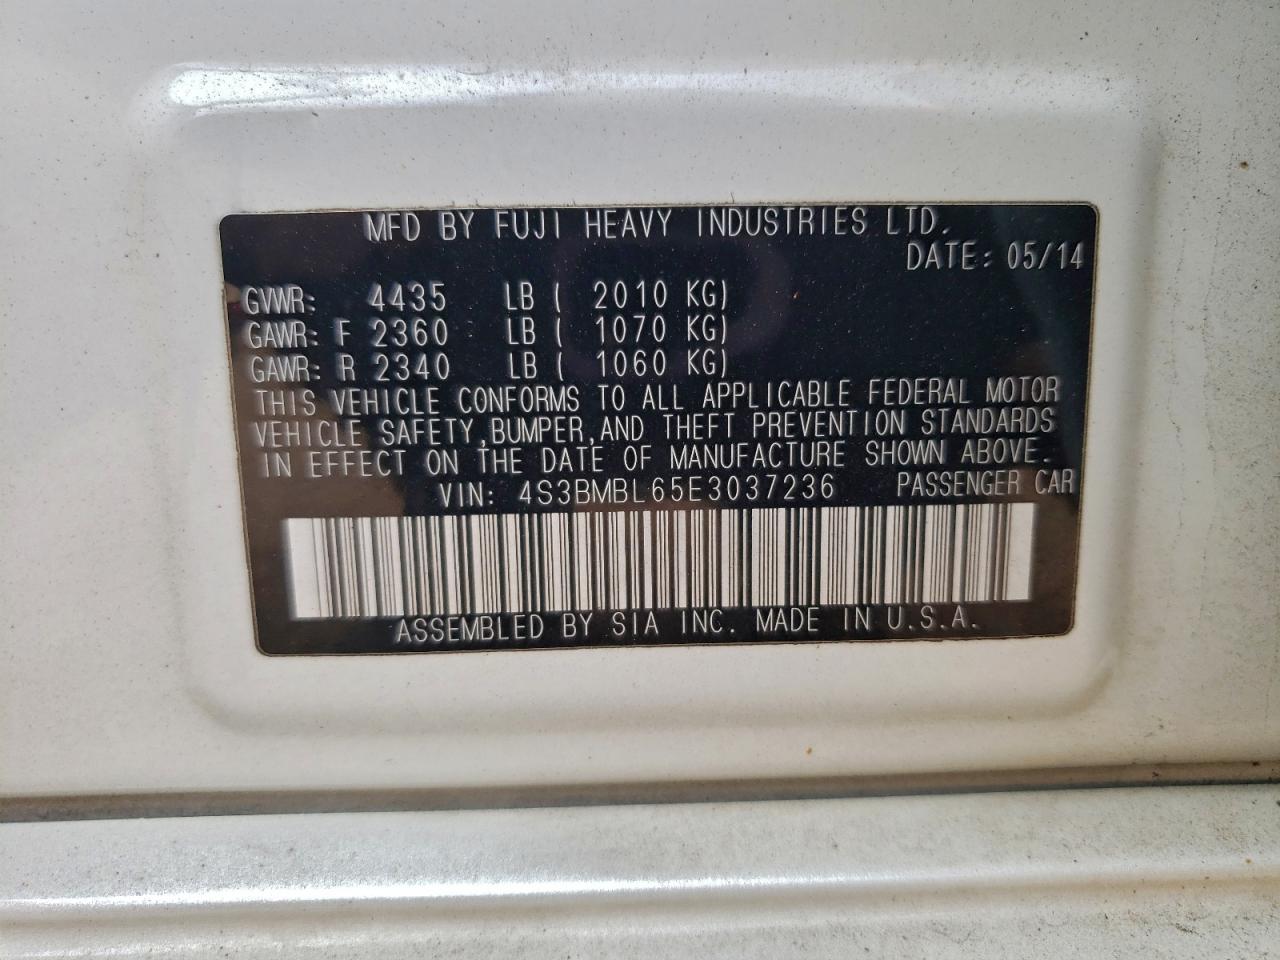 MFD BY FUJI HEAVY INDUSTRIES LTD.
DATE: 05/14
GVWR: 4435 LB ( 2010 KG)
GAWR: F 2360 LB ( 1070 KG)
GAWR: R 2340 LB ( 1060 KG)
THIS VEHICLE CONFORMS TO ALL APPLICABLE FEDERAL MOTOR
VEHICLE SAFETY,BUMPER,AND THEFT PREVENTION STANDARDS
IN EFFECT ON THE DATE OF MANUFACTURE SHOWN ABOVE.
VIN: 4S3BMBL65E3037236 PASSENGER CAR
ASSEMBLED BY SIA INC. MADE IN U.S.A.